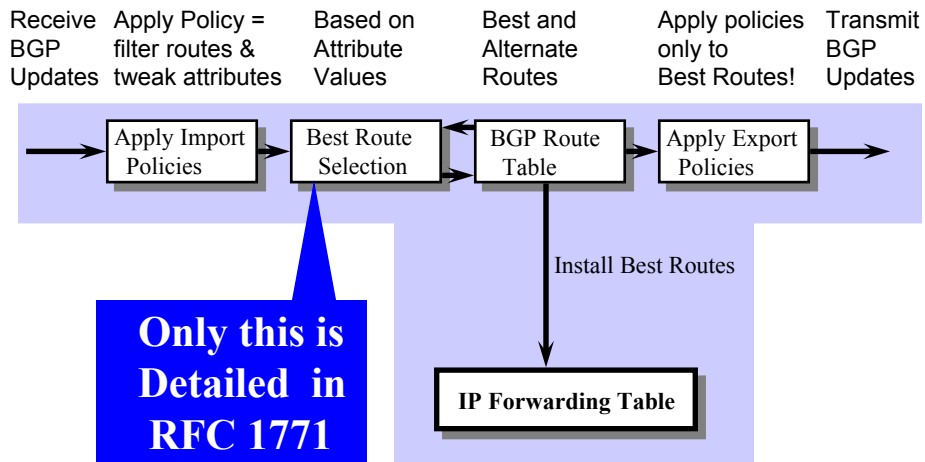 Receive
BGP
Updates
Apply Policy =
filter routes &
tweak attributes
Based on
Attribute
Values
Best and
Alternate
Routes
Apply policies
only to
Best Routes!
Transmit
BGP
Updates
Apply Import
Policies
Best Route
Selection
BGP Route
Table
Apply Export
Policies
Install Best Routes
Only this is
Detailed in
RFC 1771
IP Forwarding Table